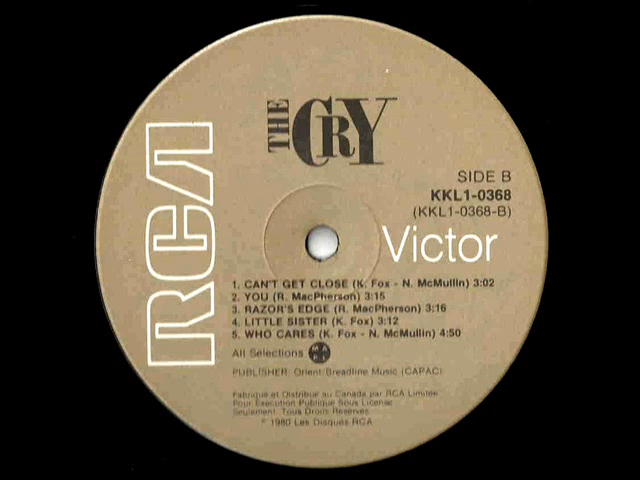 THE CRY
RCA
SIDE B
KKL1-0368
(KKL1-0368-B)
Victor
1. CAN'T GET CLOSE (K. Fox - N. McMullin) 3:02
2. YOU (R. MacPherson) 3:15
3. RAZOR'S EDGE (R. MacPherson) 3:16
4. LITTLE SISTER (K. Fox) 3:12
5. WHO CARES (K. Fox - N. McMullin) 4:50
All Selections MAPL
PUBLISHER: Orient/Breadline Music (CAPAC)
Fabriqué et Distribué au Canada par RCA Limitée
Pour Exécution Publique Sous License
Seulement. Tous Droits Réservés
℗ 1980 Les Disques RCA